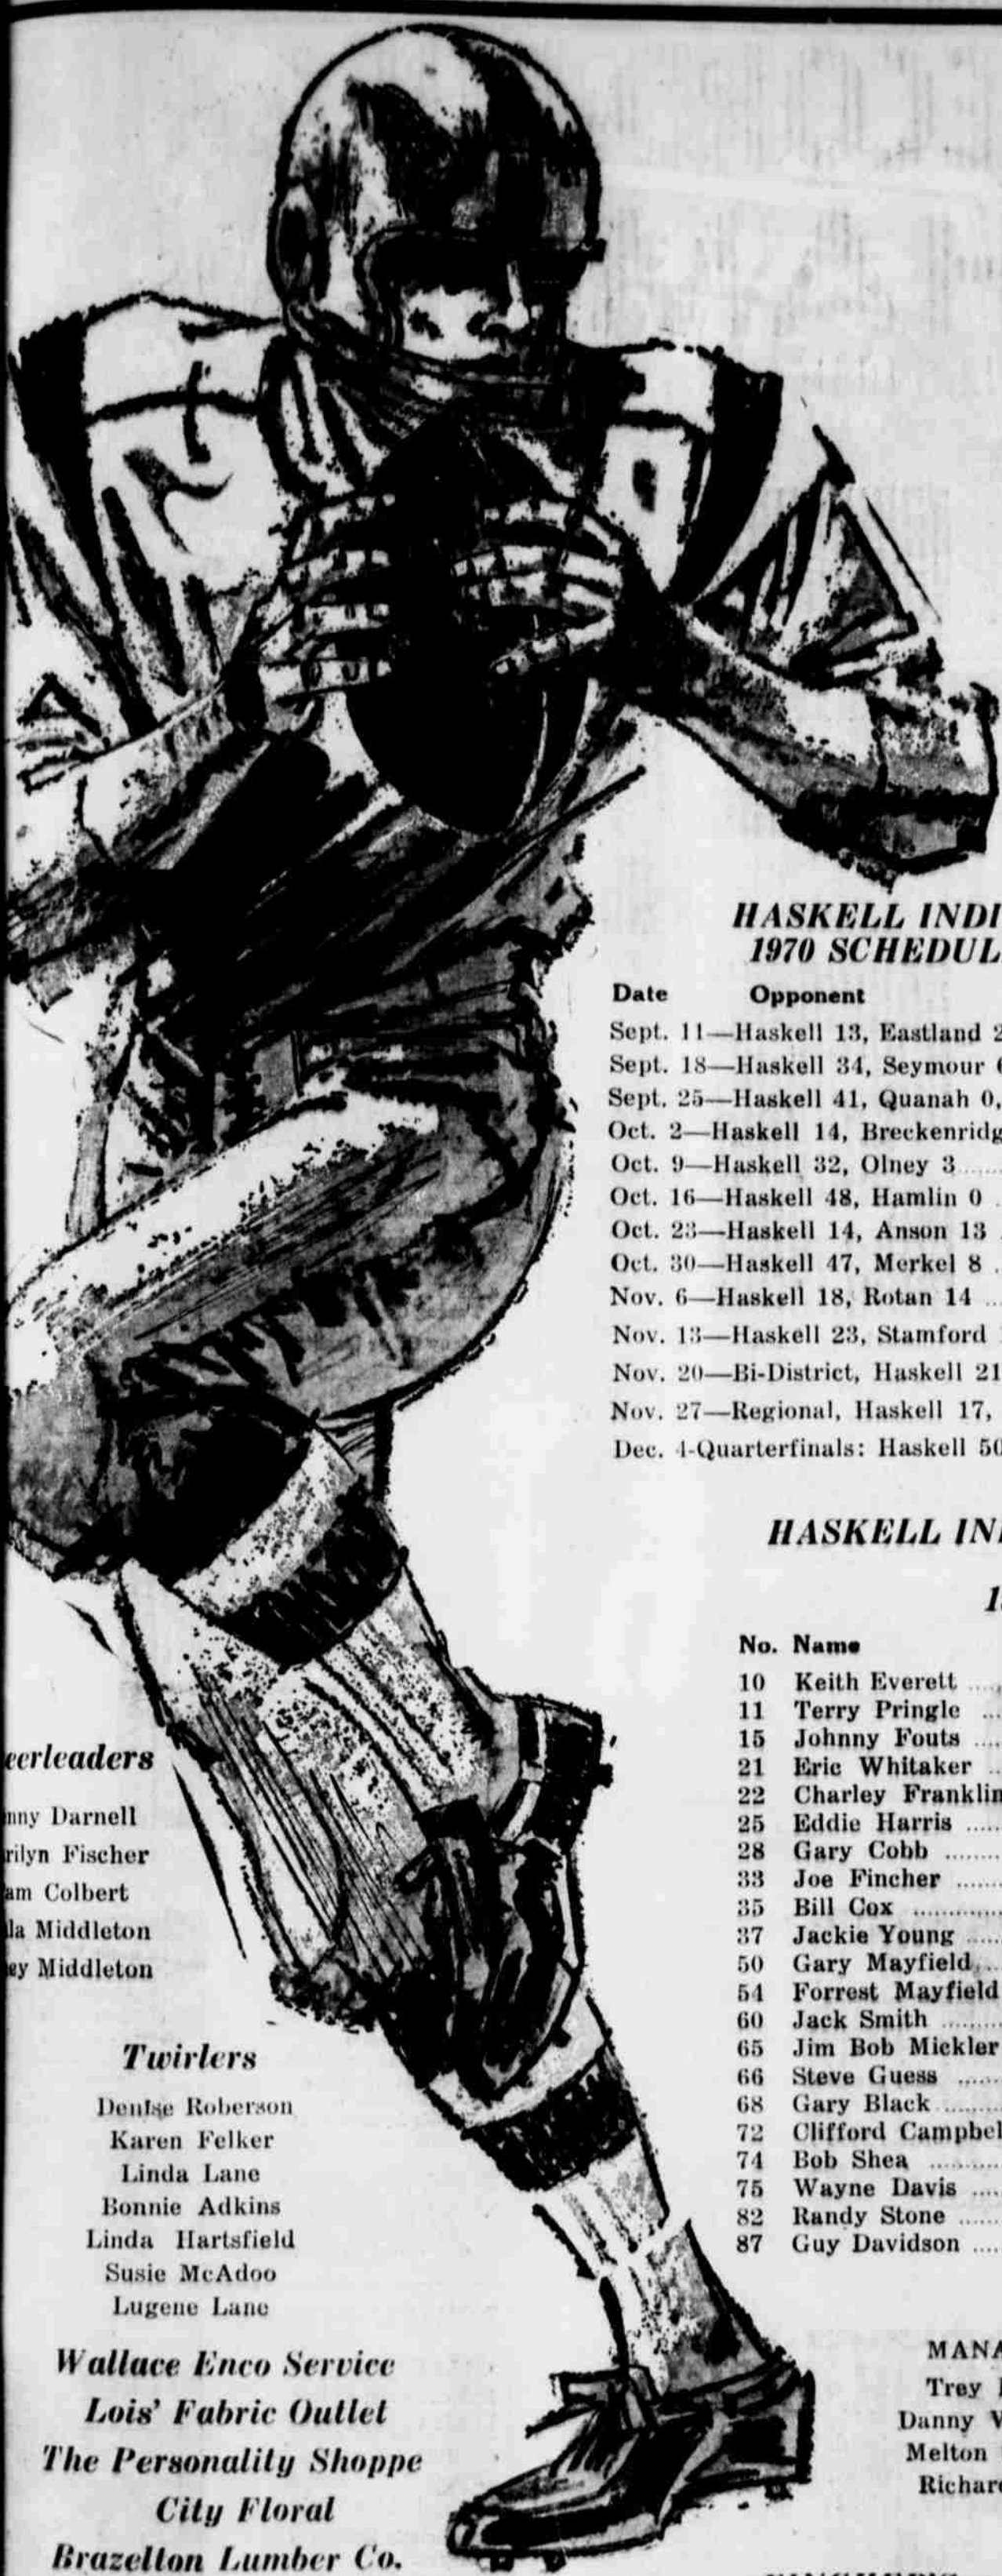 HASKELL INDI
1970 SCHEDUL
Date Opponent
Sept. 11—Haskell 13, Eastland 2
Sept. 18—Haskell 34, Seymour
Sept. 25—Haskell 41, Quanah 0,
Oct. 2—Haskell 14, Breckenridg
Oct. 9—Haskell 32, Olney 3
Oct. 16—Haskell 48, Hamlin 0
Oct. 23—Haskell 14, Anson 13
Oct. 30—Haskell 47, Merkel 8
Nov. 6—Haskell 18, Rotan 14
Nov. 13—Haskell 23, Stamford
Nov. 20—Bi-District, Haskell 21
Nov. 27—Regional, Haskell 17,
Dec. 4-Quarterfinals: Haskell 50
HASKELL IN
No. Name
10 Keith Everett
11 Terry Pringle
15 Johnny Fouts
21 Eric Whitaker
22 Charley Franklin
25 Eddie Harris
28 Gary Cobb
33 Joe Fincher
35 Bill Cox
37 Jackie Young
50 Gary Mayfield
54 Forrest Mayfield
60 Jack Smith
65 Jim Bob Mickler
66 Steve Guess
68 Gary Black
72 Clifford Campbel
74 Bob Shea
75 Wayne Davis
82 Randy Stone
87 Guy Davidson
MANA
Trey
Danny
Melton
Richar
eerleaders
nny Darnell
rilyn Fischer
am Colbert
la Middleton
ey Middleton
Twirlers
Denise Roberson
Karen Felker
Linda Lane
Bonnie Adkins
Linda Hartsfield
Susie McAdoo
Lugene Lane
Wallace Enco Service
Lois' Fabric Outlet
The Personality Shoppe
City Floral
Brazelton Lumber Co.